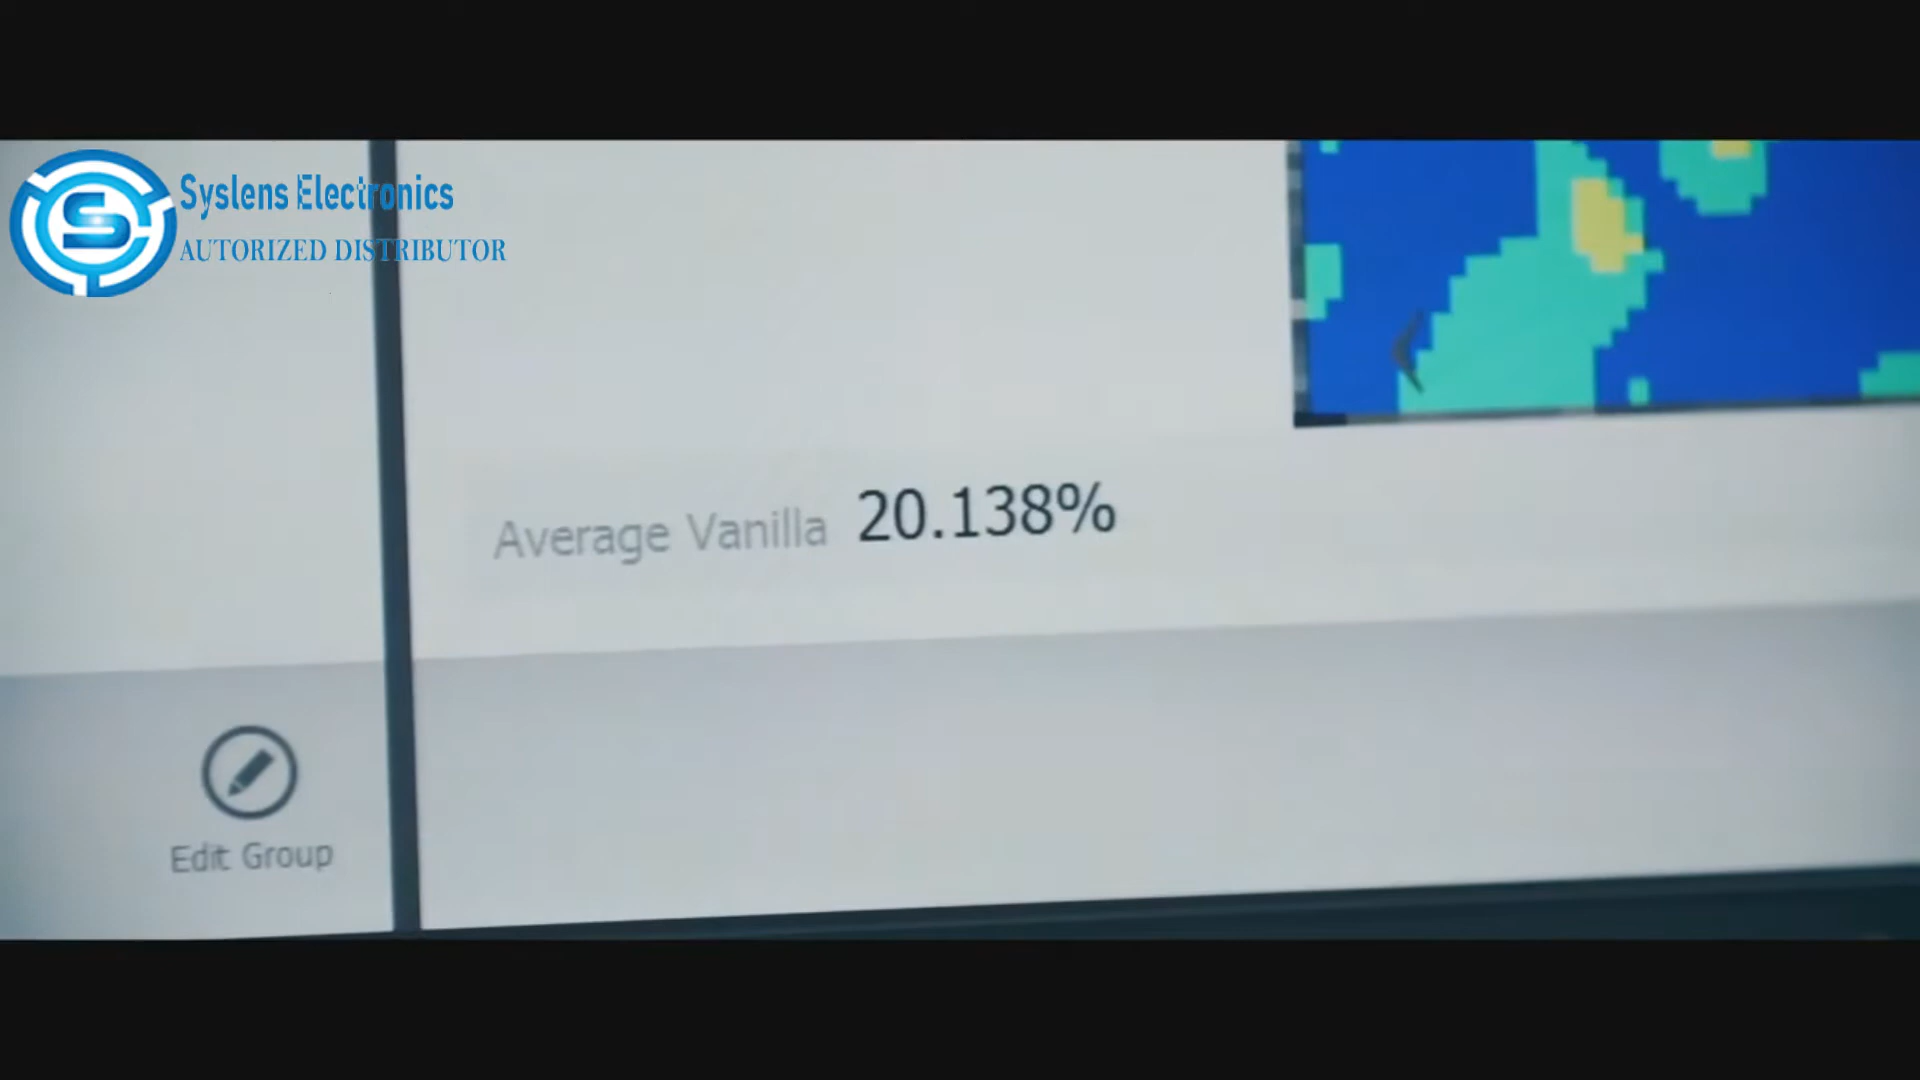 Syslens Electronics
AUTORIZED DISTRIBUTOR
Average Vanilla 20.138%
Edit Group